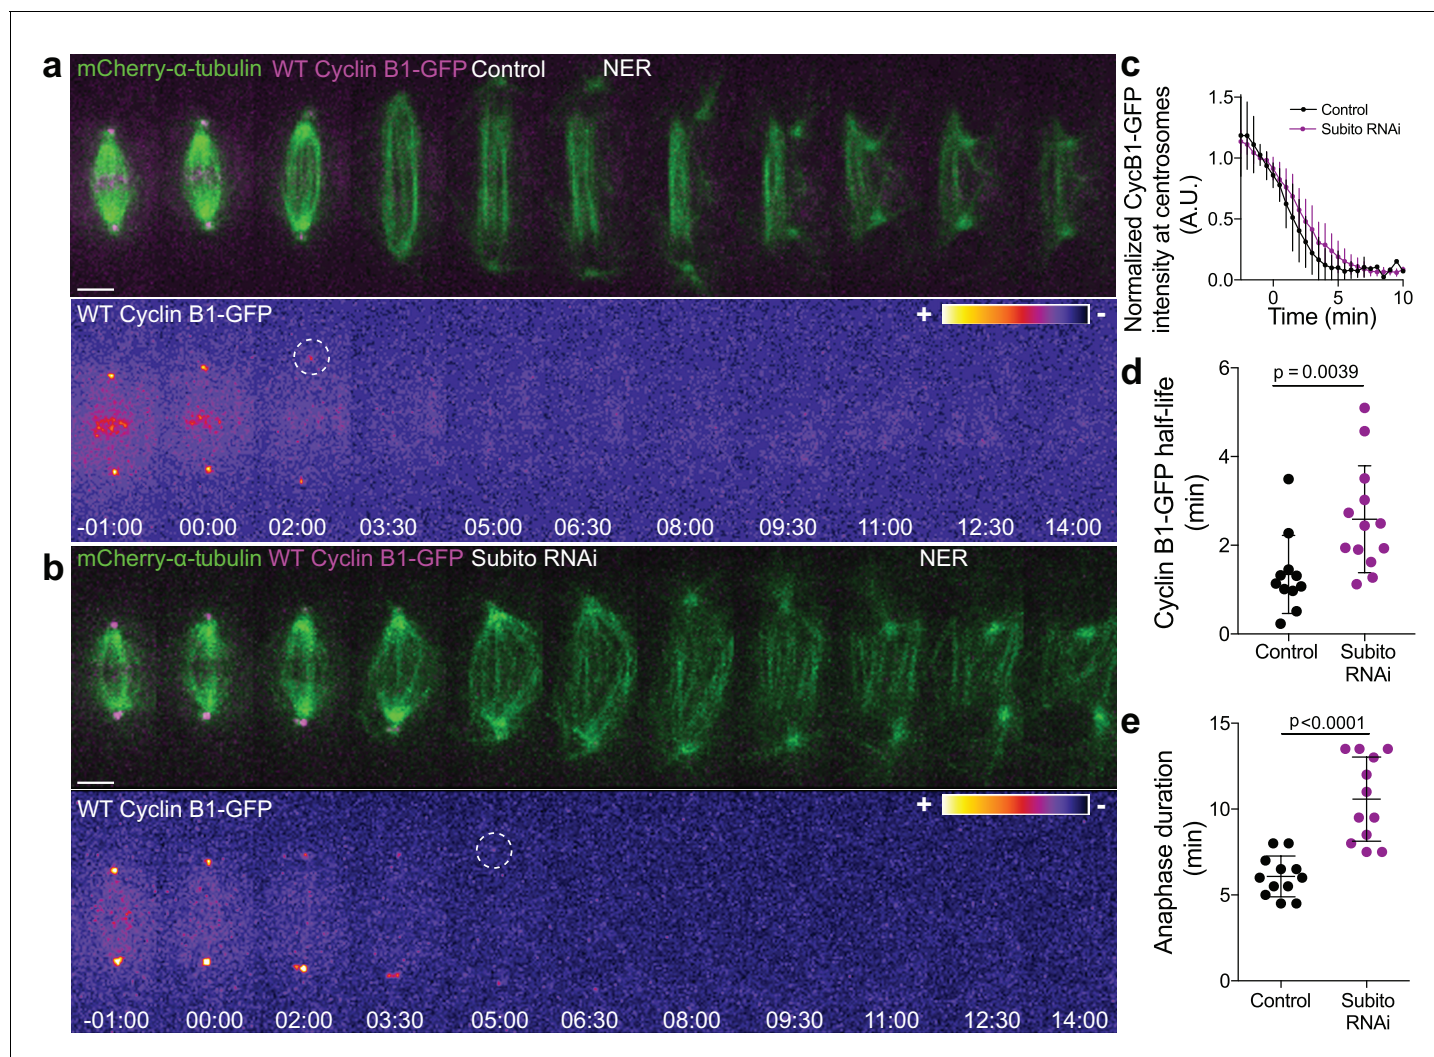 a
mCherry-α-tubulin WT Cyclin B1-GFP Control NER
WT Cyclin B1-GFP + -
-01:00 00:00 02:00 03:30 05:00 06:30 08:00 09:30 11:00 12:30 14:00
b
mCherry-α-tubulin WT Cyclin B1-GFP Subito RNAi NER
WT Cyclin B1-GFP + -
-01:00 00:00 02:00 03:30 05:00 06:30 08:00 09:30 11:00 12:30 14:00
c
Normalized CycB1-GFP
intensity at centrosomes
(A.U.)
1.5
1.0
0.5
0.0
Control
Subito RNAi
0 5 10
Time (min)
d
Cyclin B1-GFP half-life
(min)
6
4
2
0
p = 0.0039
Control Subito
RNAi
e
Anaphase duration
(min)
15
10
5
0
p<0.0001
Control Subito
RNAi